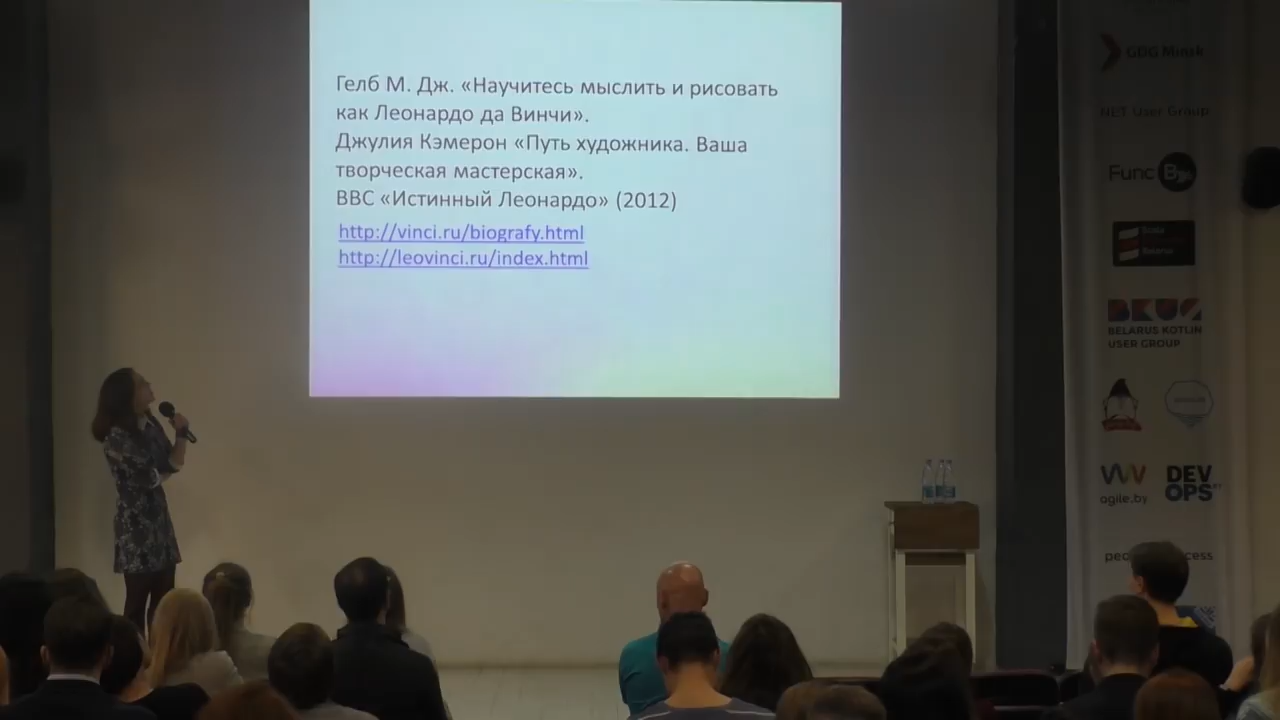 Гелб М. Дж. «Научитесь мыслить и рисовать
как Леонардо да Винчи».
Джулия Кэмерон «Путь художника. Ваша
творческая мастерская».
BBC «Истинный Леонардо» (2012)
http://vinci.ru/biografy.html
http://leovinci.ru/index.html
GDG Minsk
.NET User Group
Func
BKUG
BELARUS KOTLIN
USER GROUP
agile.by
DEV
OPS